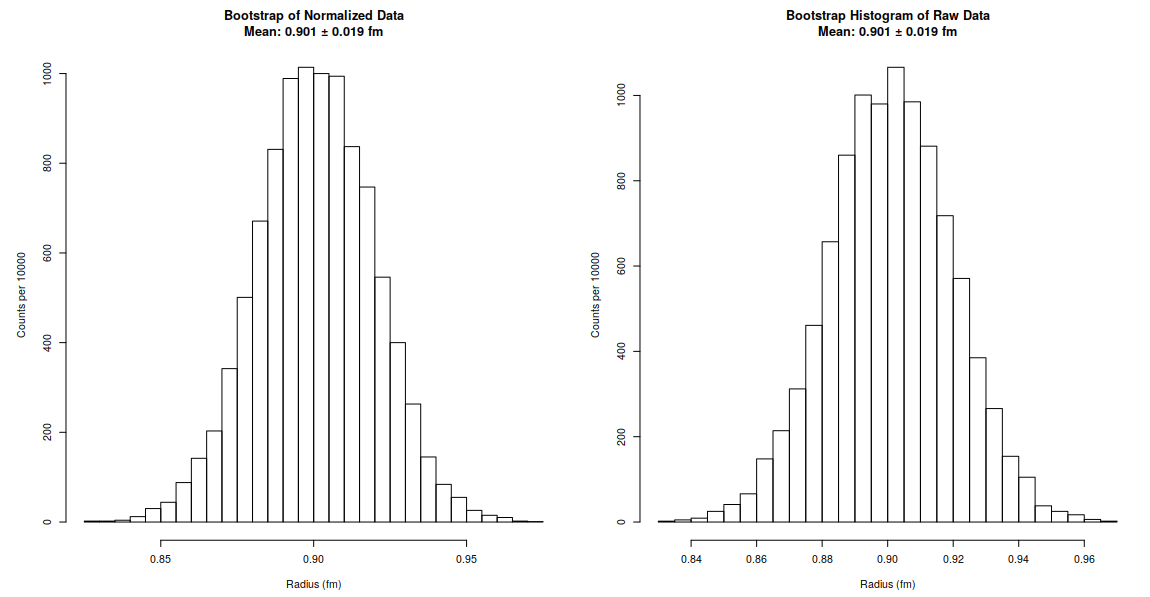 Bootstrap of Normalized Data
Mean: 0.901 ± 0.019 fm
Counts per 10000
0
200
400
600
800
1000
0.85 0.90 0.95
Radius (fm)
Bootstrap Histogram of Raw Data
Mean: 0.901 ± 0.019 fm
Counts per 10000
0
200
400
600
800
1000
0.84 0.86 0.88 0.90 0.92 0.94 0.96
Radius (fm)